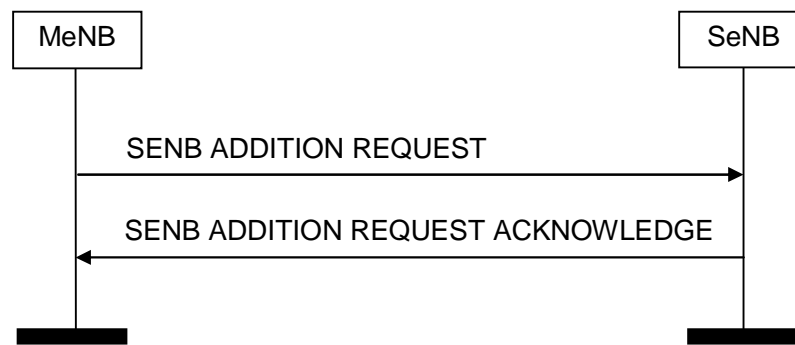 MeNB
SeNB
SENB ADDITION REQUEST
SENB ADDITION REQUEST ACKNOWLEDGE